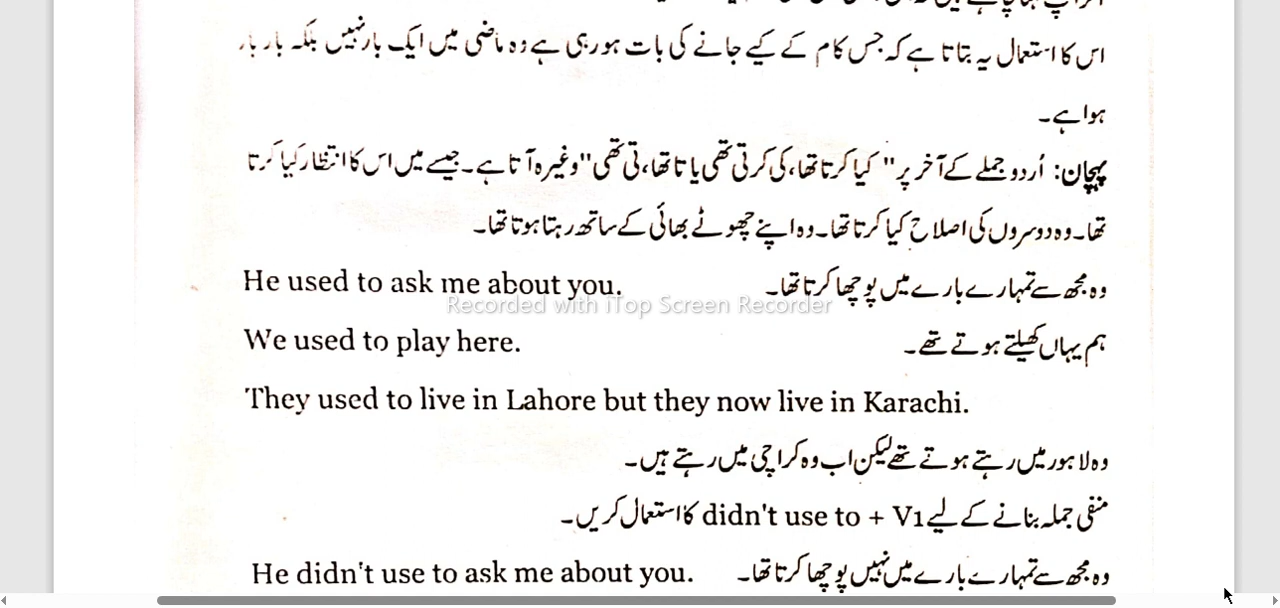 اس کا استعمال یہ بتاتا ہے کہ جس کام کے کیے جانے کی بات ہو رہی ہے وہ ماضی میں ایک بار نہیں بلکہ بار بار
ہوا ہے۔
پہچان: اُردو جملے کے آخر پر "کیا کرتا تھا، کی کرتی تھی یا تا تھا، تی تھی" وغیرہ آتا ہے۔ جیسے میں اس کا انتظار کیا کرتا
تھا۔ وہ دوسروں کی اصلاح کیا کرتا تھا۔ وہ اپنے چھوٹے بھائی کے ساتھ رہتا ہوتا تھا۔
He used to ask me about you. وہ مجھ سے تمہارے بارے میں پوچھا کرتا تھا۔
Recorded with iTop Screen Recorder
We used to play here. ہم یہاں کھیلتے ہوتے تھے۔
They used to live in Lahore but they now live in Karachi.
وہ لاہور میں رہتے ہوتے تھے لیکن اب وہ کراچی میں رہتے ہیں۔
منفی جملہ بنانے کے لیے didn't use to + V1 کا استعمال کریں۔
He didn't use to ask me about you. وہ مجھ سے تمہارے بارے میں نہیں پوچھا کرتا تھا۔